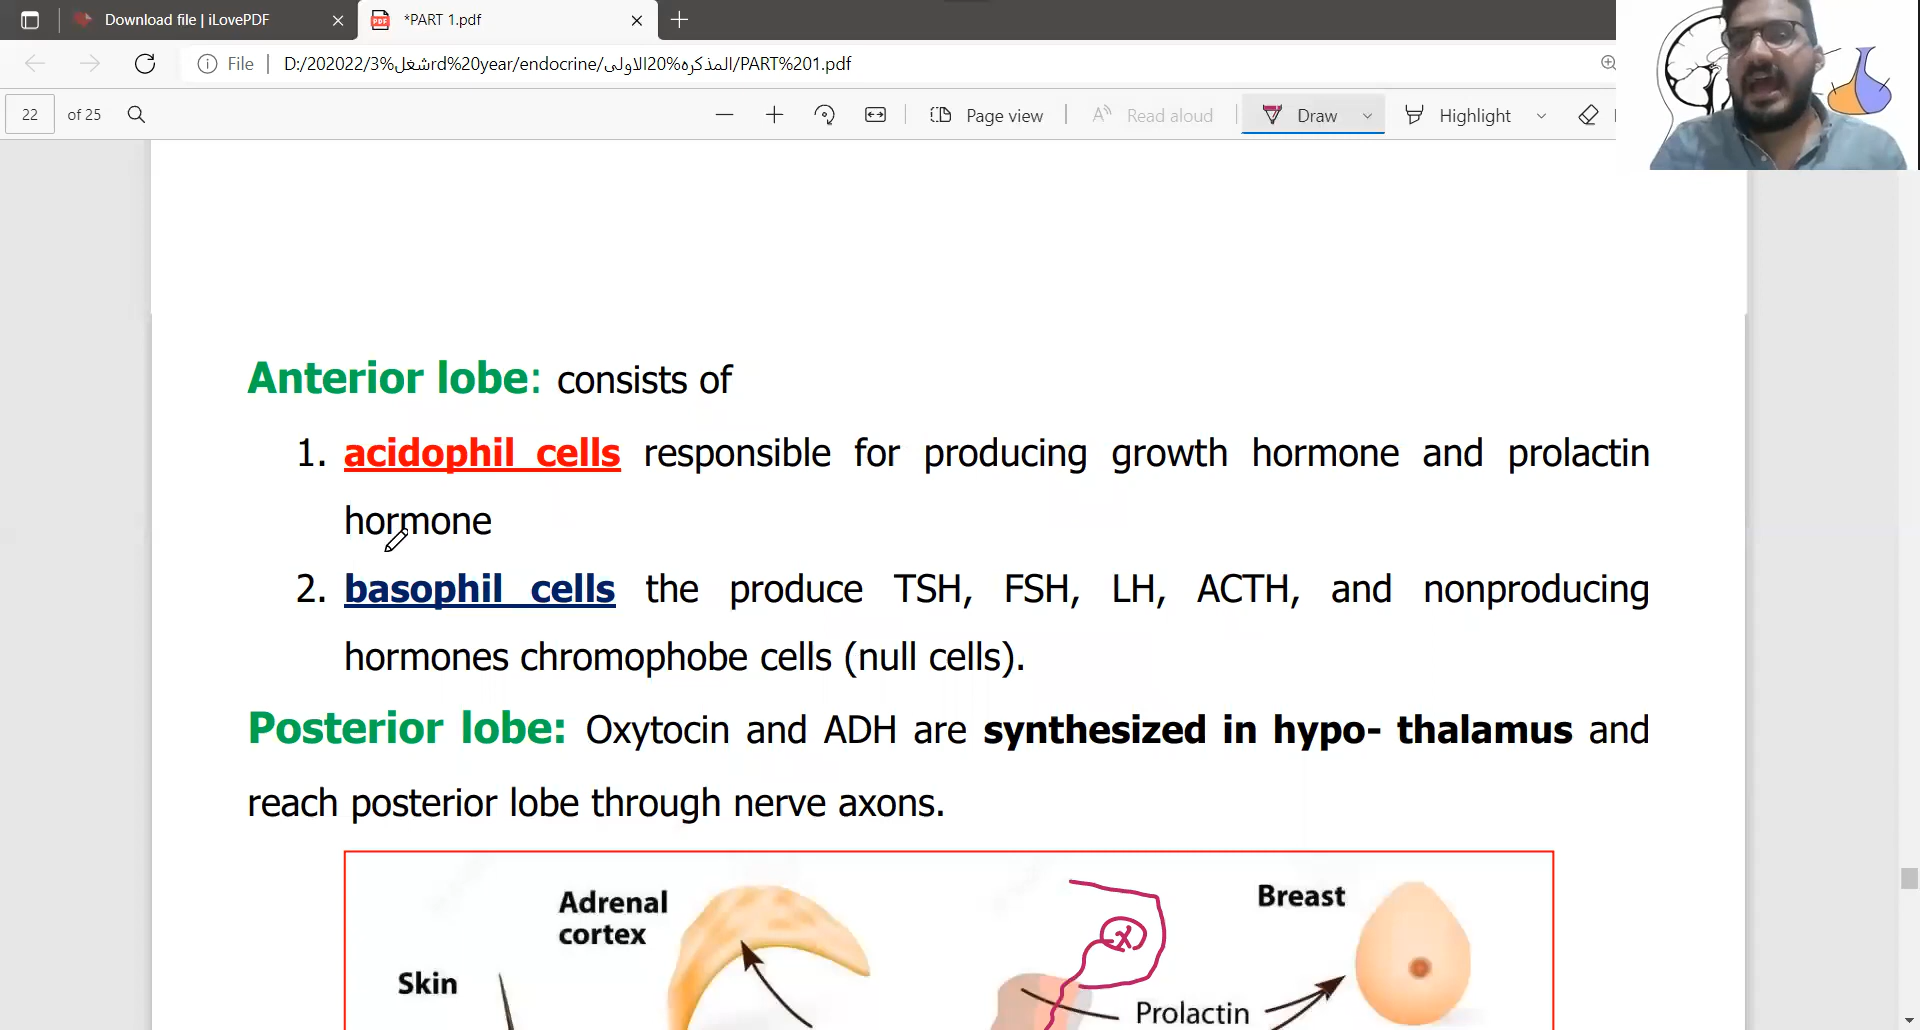 Download file | iLovePDF
*PART 1.pdf
File
D:/202022/3%شغلrd%20year/endocrine/المذكره%20الاولى/PART%201.pdf
22 of 25
Page view
Read aloud
Draw
Highlight
Anterior lobe: consists of
1. acidophil cells responsible for producing growth hormone and prolactin
hormone
2. basophil cells the produce TSH, FSH, LH, ACTH, and nonproducing
hormones chromophobe cells (null cells).
Posterior lobe: Oxytocin and ADH are synthesized in hypo- thalamus and
reach posterior lobe through nerve axons.
Adrenal
cortex
Breast
Skin
Prolactin